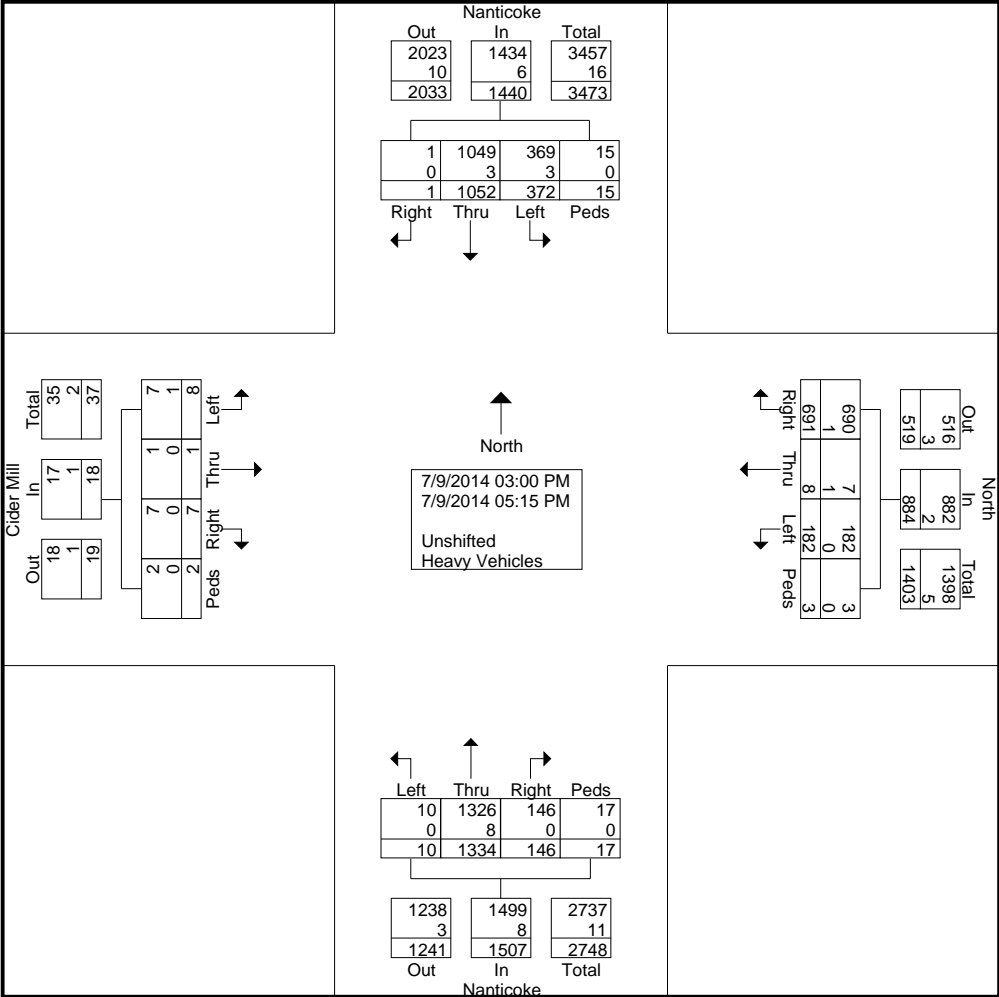 Nanticoke
Out In Total
2023 1434 3457
10 6 16
2033 1440 3473
1 1049 369 15
0 3 3 0
1 1052 372 15
Right Thru Left Peds
Cider Mill
Total In Out
35 17 18
2 1 1
37 18 19
7 1 7 2
1 0 0 0
8 1 7 2
Left Thru Right Peds
North
7/9/2014 03:00 PM
7/9/2014 05:15 PM
Unshifted
Heavy Vehicles
Right Thru Left Peds
691 8 182 3
1 1 0 0
690 7 182 3
North
Out In Total
516 882 1398
3 2 5
519 884 1403
Left Thru Right Peds
10 1326 146 17
0 8 0 0
10 1334 146 17
1238 1499 2737
3 8 11
1241 1507 2748
Out In Total
Nanticoke